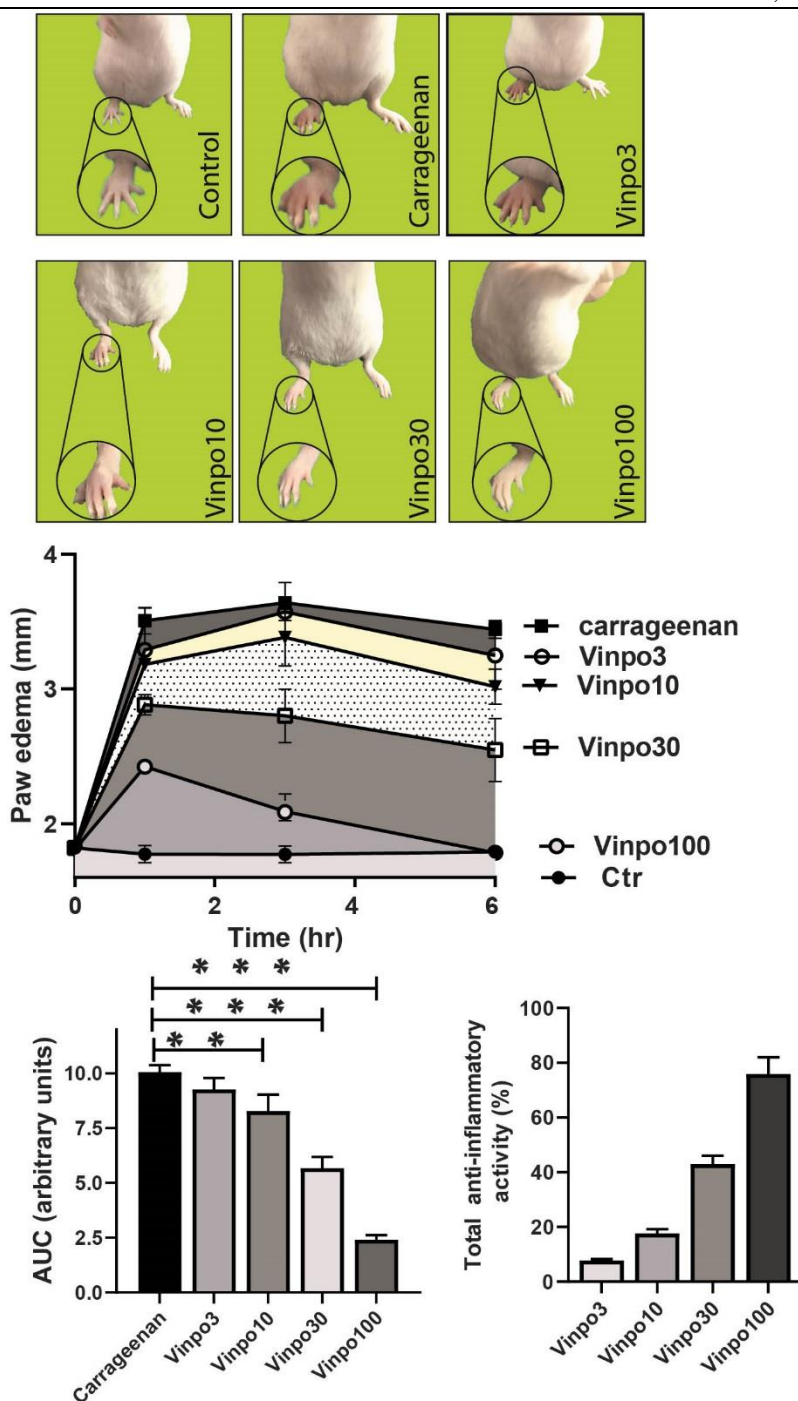 Control
Carrageenan
Vinpo3
Vinpo10
Vinpo30
Vinpo100
4
3
2
Paw edema (mm)
0
2
4
6
Time (hr)
carrageenan
Vinpo3
Vinpo10
Vinpo30
Vinpo100
Ctr
* * *
* * *
* *
AUC (arbitrary units)
10.0
7.5
5.0
2.5
0.0
Carrageenan
Vinpo3
Vinpo10
Vinpo30
Vinpo100
Total anti-inflammatory
activity (%)
100
80
60
40
20
0
Vinpo3
Vinpo10
Vinpo30
Vinpo100